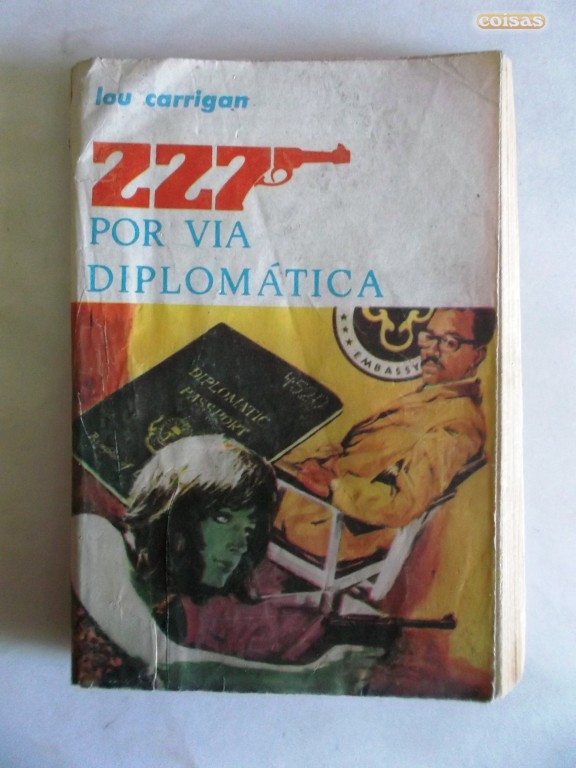 coisas
lou carrigan
ZZ7
POR VIA
DIPLOMÁTICA
EMBASSY
4520
DIPLOMATIC
PASSPORT